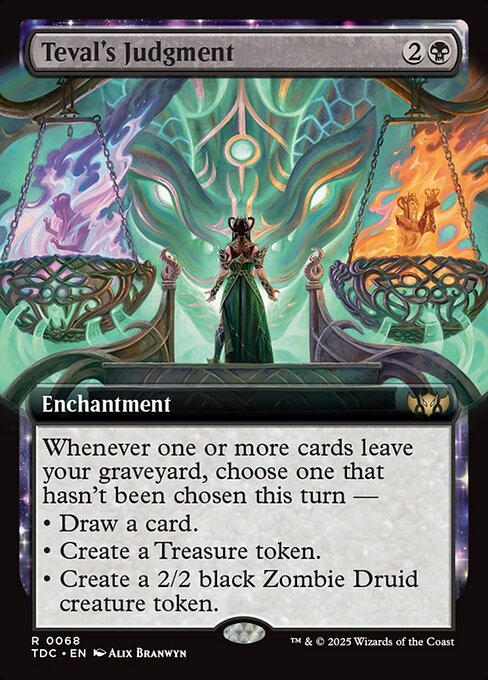 Teval's Judgment 2
Enchantment
Whenever one or more cards leave
your graveyard, choose one that
hasn't been chosen this turn —
• Draw a card.
• Create a Treasure token.
• Create a 2/2 black Zombie Druid
creature token.
R 0068
TDC • EN Alix Branwyn
™ & © 2025 Wizards of the Coast